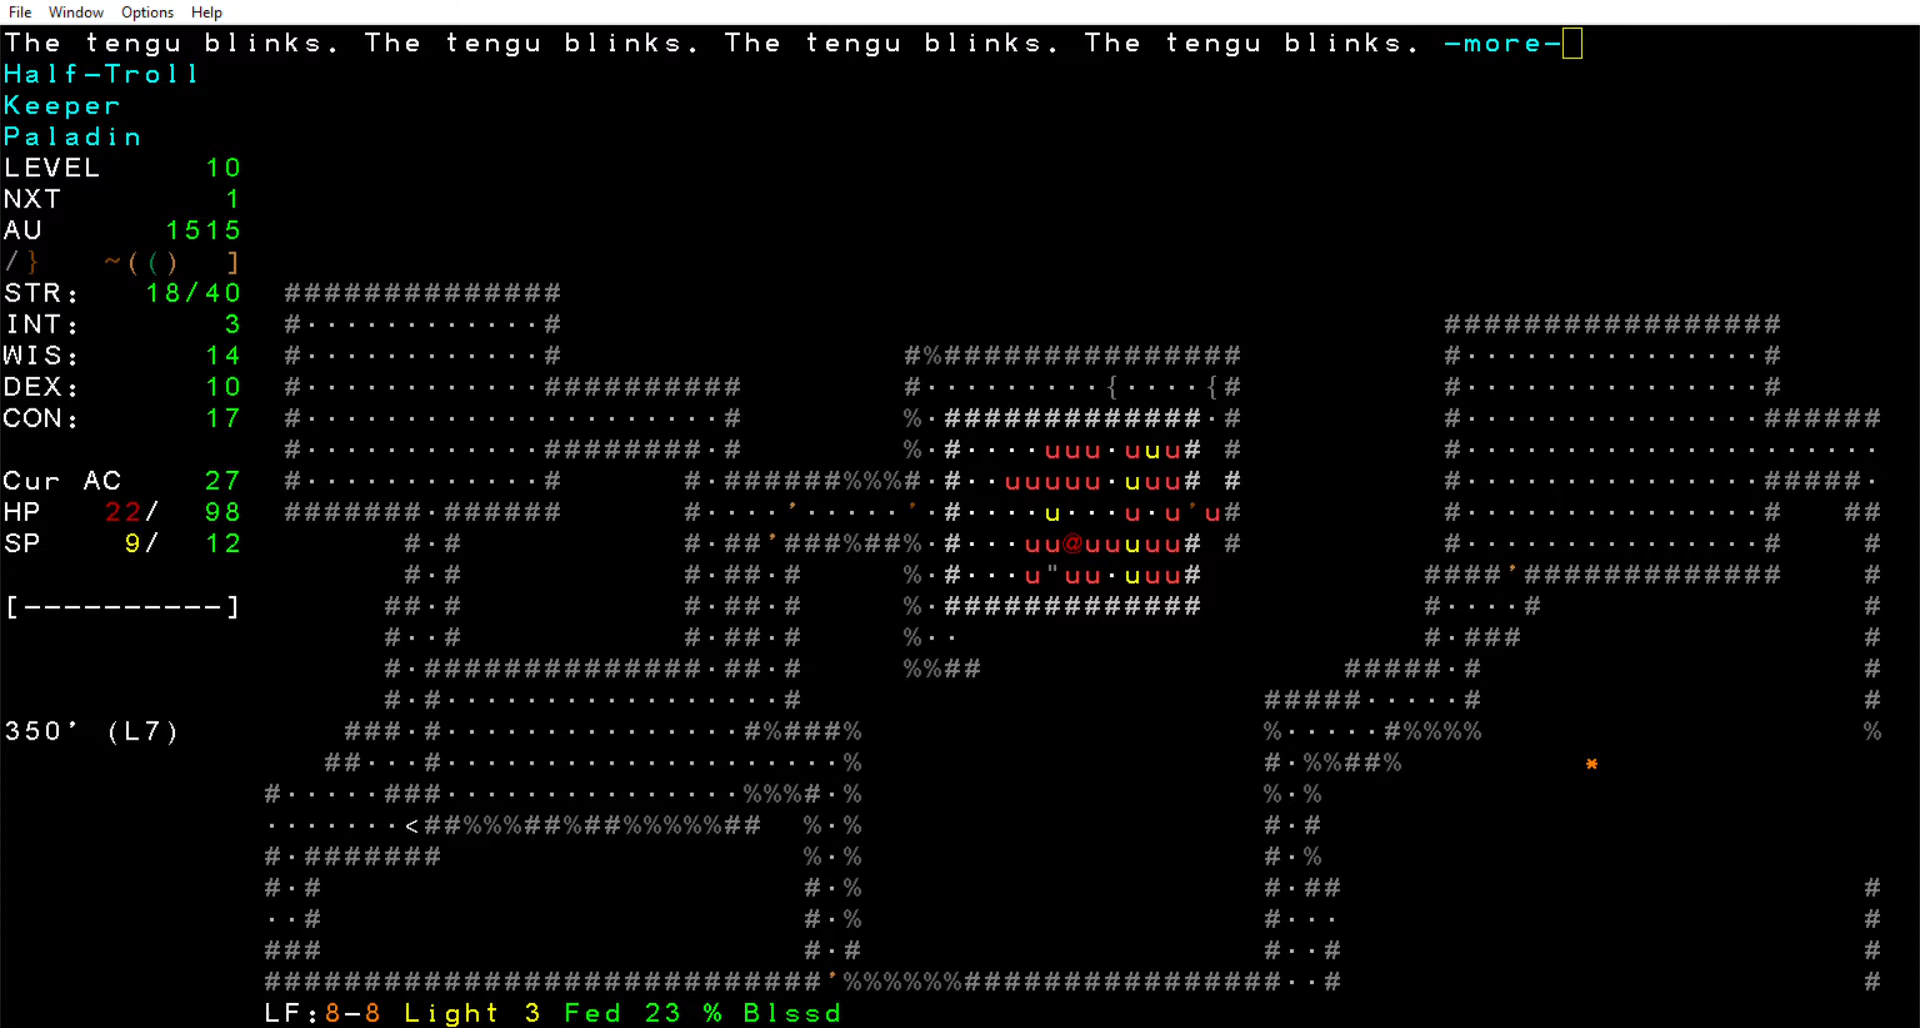 File Window Options Help
The tengu blinks. The tengu blinks. The tengu blinks. The tengu blinks. -more-
Half-Troll
Keeper
Paladin
LEVEL 10
NXT 1
AU 1515
/} ~(() ]
STR: 18/40
INT: 3
WIS: 14
DEX: 10
CON: 17
Cur AC 27
HP 22/ 98
SP 9/ 12
[----------]
350' (L7)
LF:8-8 Light 3 Fed 23 % Blssd